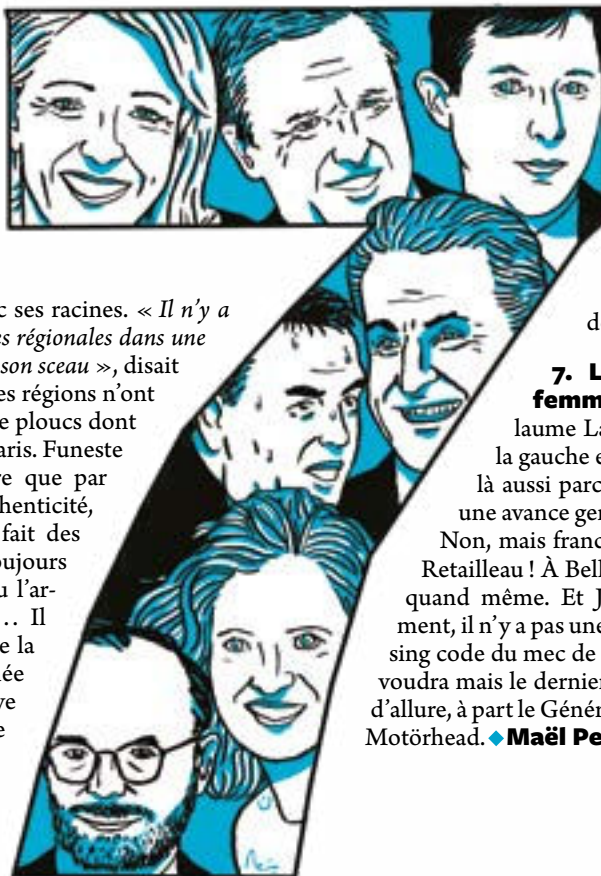 c ses racines. « Il n'y a
es régionales dans une
son sceau », disait
es régions n'ont
e ploucs dont
aris. Funeste
e que par
henticité,
fait des
oujours
u l'ar-
… Il
e la
ée
ve
e
d
7. L
femm
laume La
la gauche e
là aussi parc
une avance gen
Non, mais franc
Retailleau ! À Bell
quand même. Et J
ment, il n'y a pas une
sing code du mec de
voudra mais le dernier
d'allure, à part le Génér
Motörhead. ◆ Maël Pe